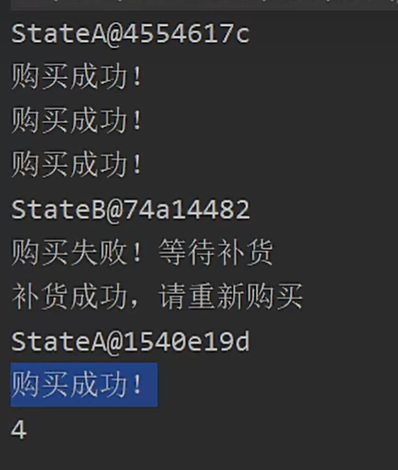 StateA@4554617c
购买成功！
购买成功！
购买成功！
StateB@74a14482
购买失败！等待补货
补货成功，请重新购买
StateA@1540e19d
购买成功！
4